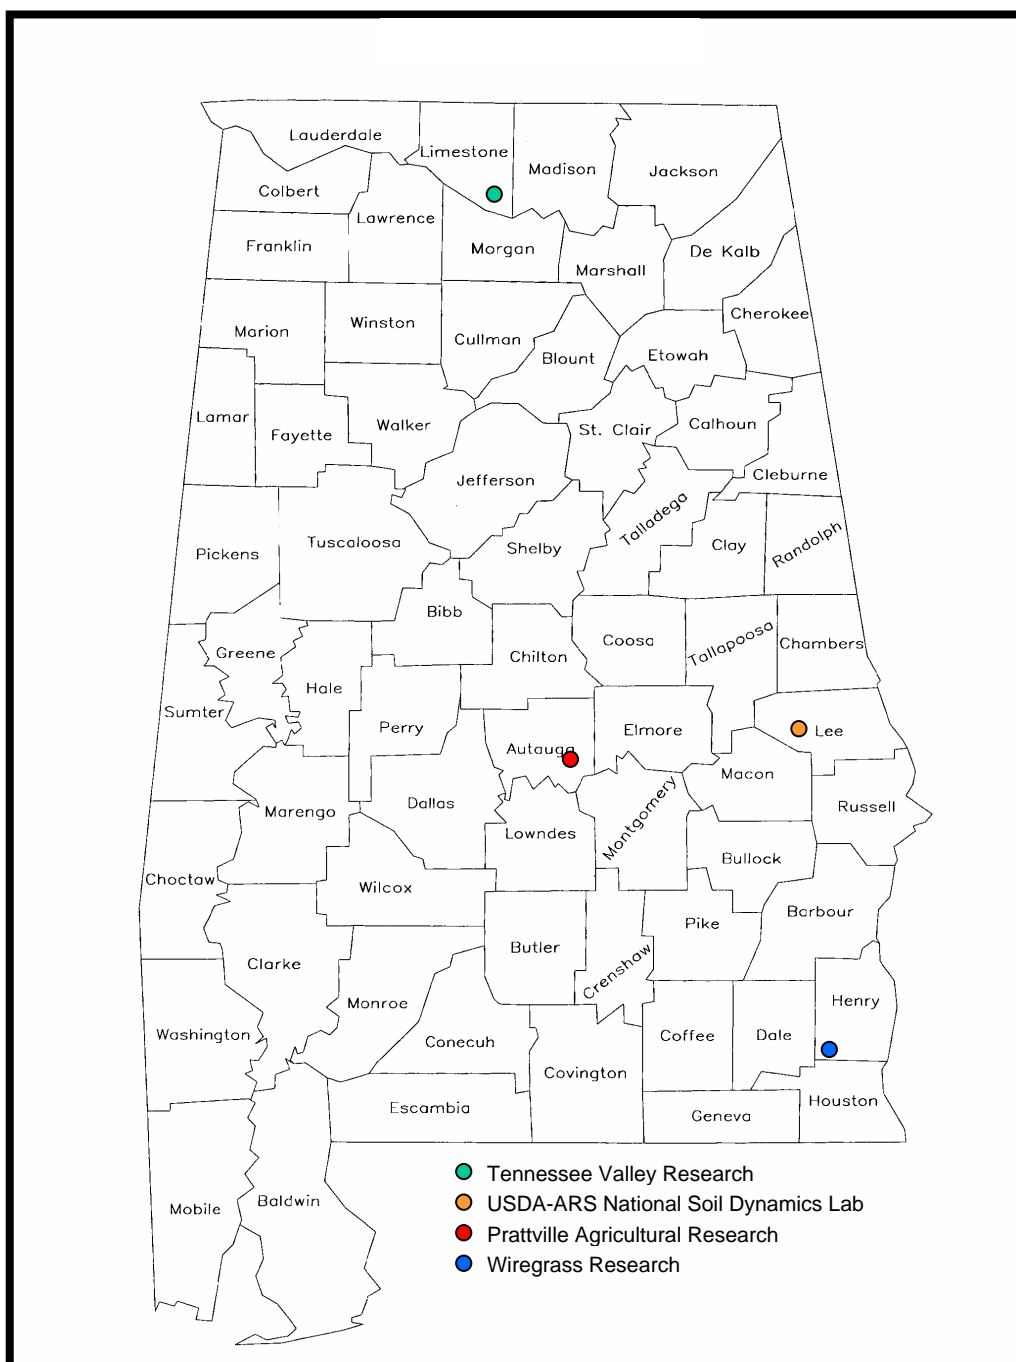 Lauderdale
Limestone
Madison
Jackson
Colbert
Lawrence
Franklin
Morgan
De Kalb
Marshall
Marion
Winston
Cullman
Cherokee
Blount
Etowah
Lamar
Fayette
Walker
St. Clair
Calhoun
Jefferson
Cleburne
Talladega
Pickens
Tuscaloosa
Shelby
Clay
Randolph
Bibb
Greene
Chilton
Coosa
Tallapoosa
Chambers
Hale
Sumter
Perry
Autauga
Elmore
Lee
Macon
Marengo
Dallas
Lowndes
Montgomery
Russell
Bullock
Choctaw
Wilcox
Barbour
Pike
Butler
Crenshaw
Clarke
Monroe
Henry
Washington
Conecuh
Coffee
Dale
Covington
Escambia
Geneva
Houston
Mobile
Baldwin
Tennessee Valley Research
USDA-ARS National Soil Dynamics Lab
Prattville Agricultural Research
Wiregrass Research